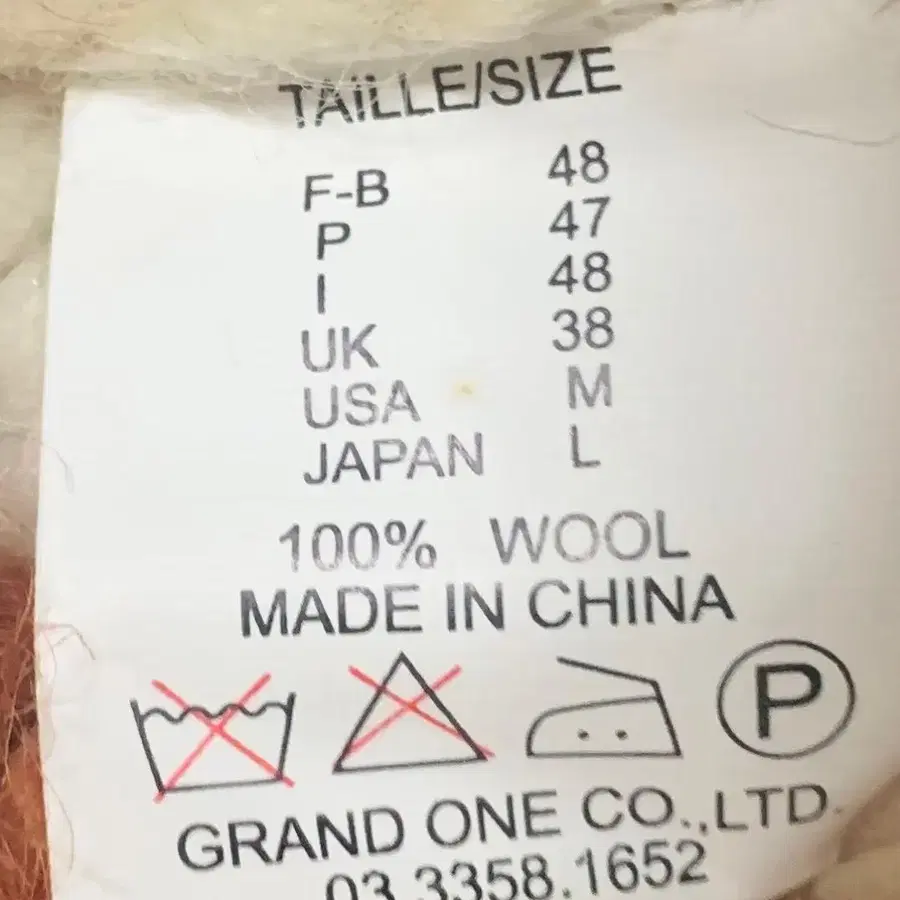 TAILLE/SIZE
F-B 48
P 47
I 48
UK 38
USA M
JAPAN L
100% WOOL
MADE IN CHINA
P
GRAND ONE CO.,LTD.
03.3358.1652